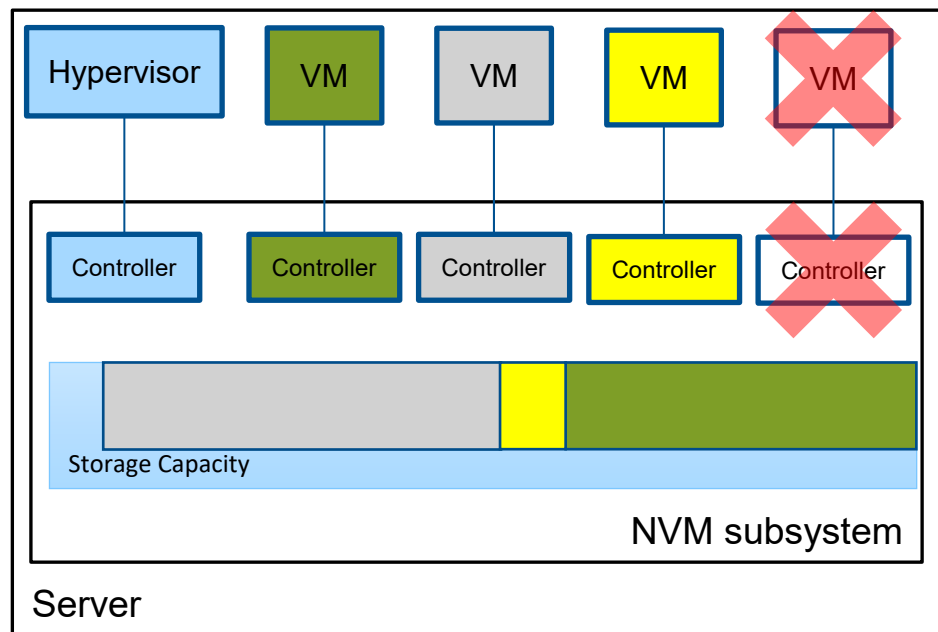 Hypervisor
VM
VM
VM
VM
Controller
Controller
Controller
Controller
Controller
Storage Capacity
NVM subsystem
Server